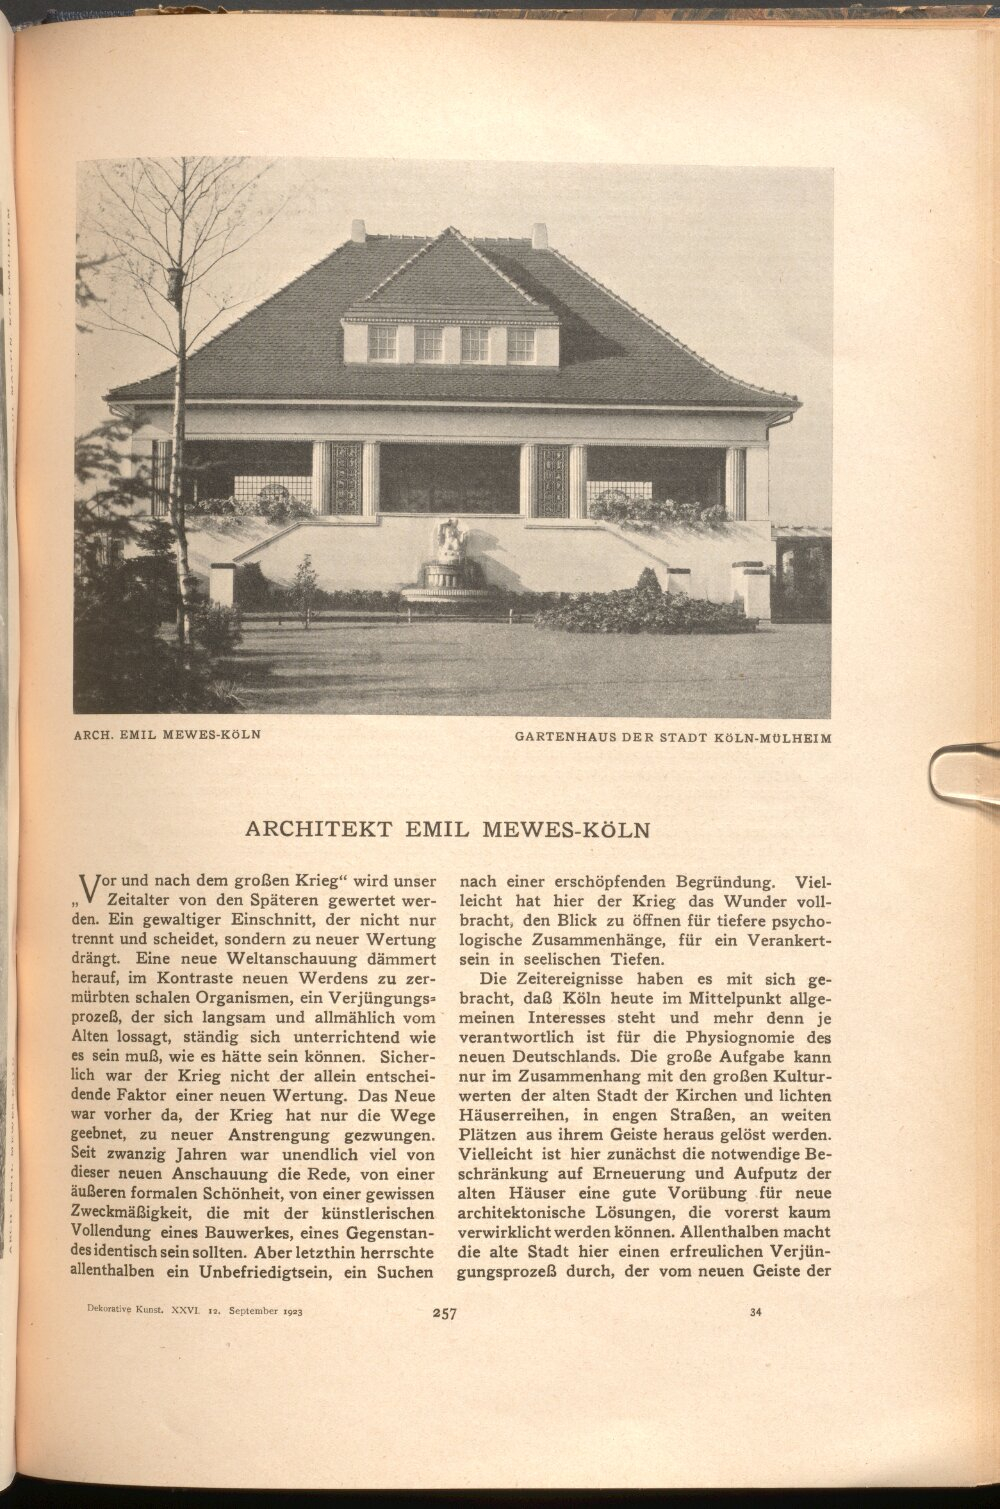 ARCH. EMIL MEWES-KÖLN
GARTENHAUS DER STADT KÖLN-MÜLHEIM
ARCHITEKT EMIL MEWES-KÖLN
„Vor und nach dem großen Krieg“ wird unser
Zeitalter von den Späteren gewertet wer-
den. Ein gewaltiger Einschnitt, der nicht nur
trennt und scheidet, sondern zu neuer Wertung
drängt. Eine neue Weltanschauung dämmert
herauf, im Kontraste neuen Werdens zu zer-
mürbten schalen Organismen, ein Verjüngungs-
prozeß, der sich langsam und allmählich vom
Alten lossagt, ständig sich unterrichtend wie
es sein muß, wie es hätte sein können. Sicher-
lich war der Krieg nicht der allein entschei-
dende Faktor einer neuen Wertung. Das Neue
war vorher da, der Krieg hat nur die Wege
geebnet, zu neuer Anstrengung gezwungen.
Seit zwanzig Jahren war unendlich viel von
dieser neuen Anschauung die Rede, von einer
äußeren formalen Schönheit, von einer gewissen
Zweckmäßigkeit, die mit der künstlerischen
Vollendung eines Bauwerkes, eines Gegenstan-
des identisch sein sollten. Aber letzthin herrschte
allenthalben ein Unbefriedigtsein, ein Suchen
nach einer erschöpfenden Begründung. Viel-
leicht hat hier der Krieg das Wunder voll-
bracht, den Blick zu öffnen für tiefere psycho-
logische Zusammenhänge, für ein Verankert-
sein in seelischen Tiefen.
Die Zeitereignisse haben es mit sich ge-
bracht, daß Köln heute im Mittelpunkt allge-
meinen Interesses steht und mehr denn je
verantwortlich ist für die Physiognomie des
neuen Deutschlands. Die große Aufgabe kann
nur im Zusammenhang mit den großen Kultur-
werten der alten Stadt der Kirchen und lichten
Häuserreihen, in engen Straßen, an weiten
Plätzen aus ihrem Geiste heraus gelöst werden.
Vielleicht ist hier zunächst die notwendige Be-
schränkung auf Erneuerung und Aufputz der
alten Häuser eine gute Vorübung für neue
architektonische Lösungen, die vorerst kaum
verwirklicht werden können. Allenthalben macht
die alte Stadt hier einen erfreulichen Verjün-
gungsprozeß durch, der vom neuen Geiste der
Dekorative Kunst. XXVI. 12. September 1923
257
34